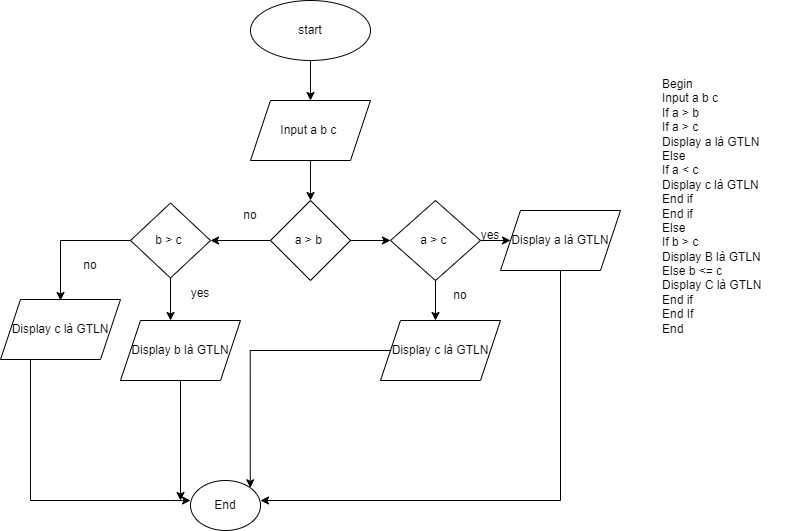 start
Input a b c
no
b > c
a > b
a > c
yes
Display a là GTLN
no
yes
no
Display c là GTLN
Display b là GTLN
Display c là GTLN
End
Begin
Input a b c
If a > b
If a > c
Display a là GTLN
Else
If a < c
Display c là GTLN
End if
End if
Else
If b > c
Display B là GTLN
Else b <= c
Display C là GTLN
End if
End If
End